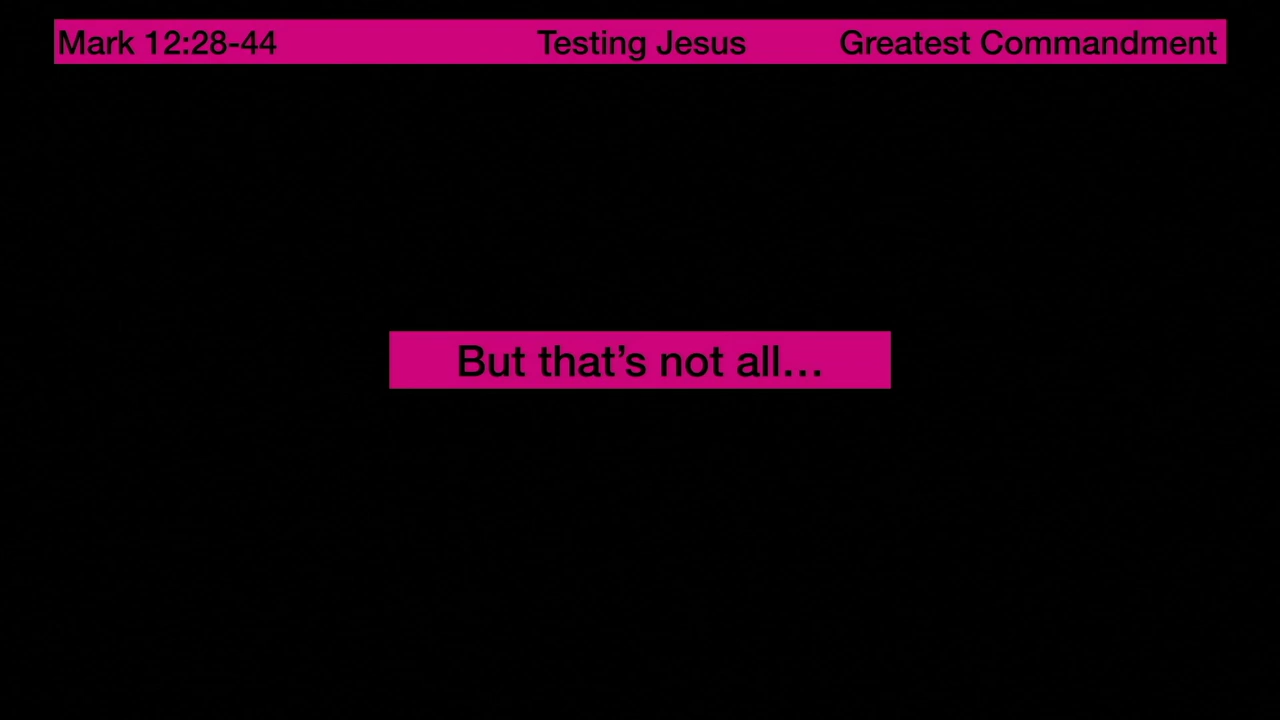 Mark 12:28-44 Testing Jesus Greatest Commandment
But that’s not all…